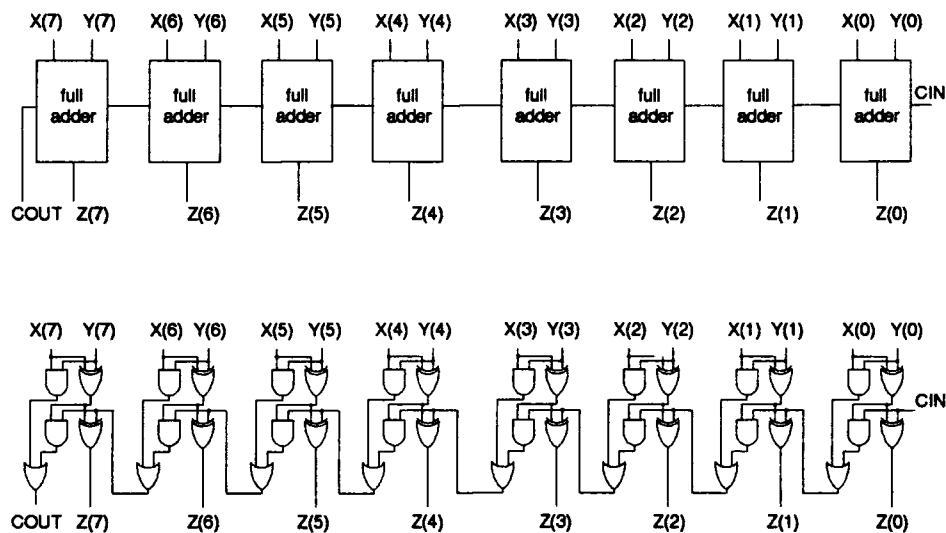 X(7) Y(7) X(6) Y(6) X(5) Y(5) X(4) Y(4) X(3) Y(3) X(2) Y(2) X(1) Y(1) X(0) Y(0)
full full full full full full full full
adder adder adder adder adder adder adder adder
CIN
COUT Z(7) Z(6) Z(5) Z(4) Z(3) Z(2) Z(1) Z(0)
X(7) Y(7) X(6) Y(6) X(5) Y(5) X(4) Y(4) X(3) Y(3) X(2) Y(2) X(1) Y(1) X(0) Y(0)
CIN
COUT Z(7) Z(6) Z(5) Z(4) Z(3) Z(2) Z(1) Z(0)